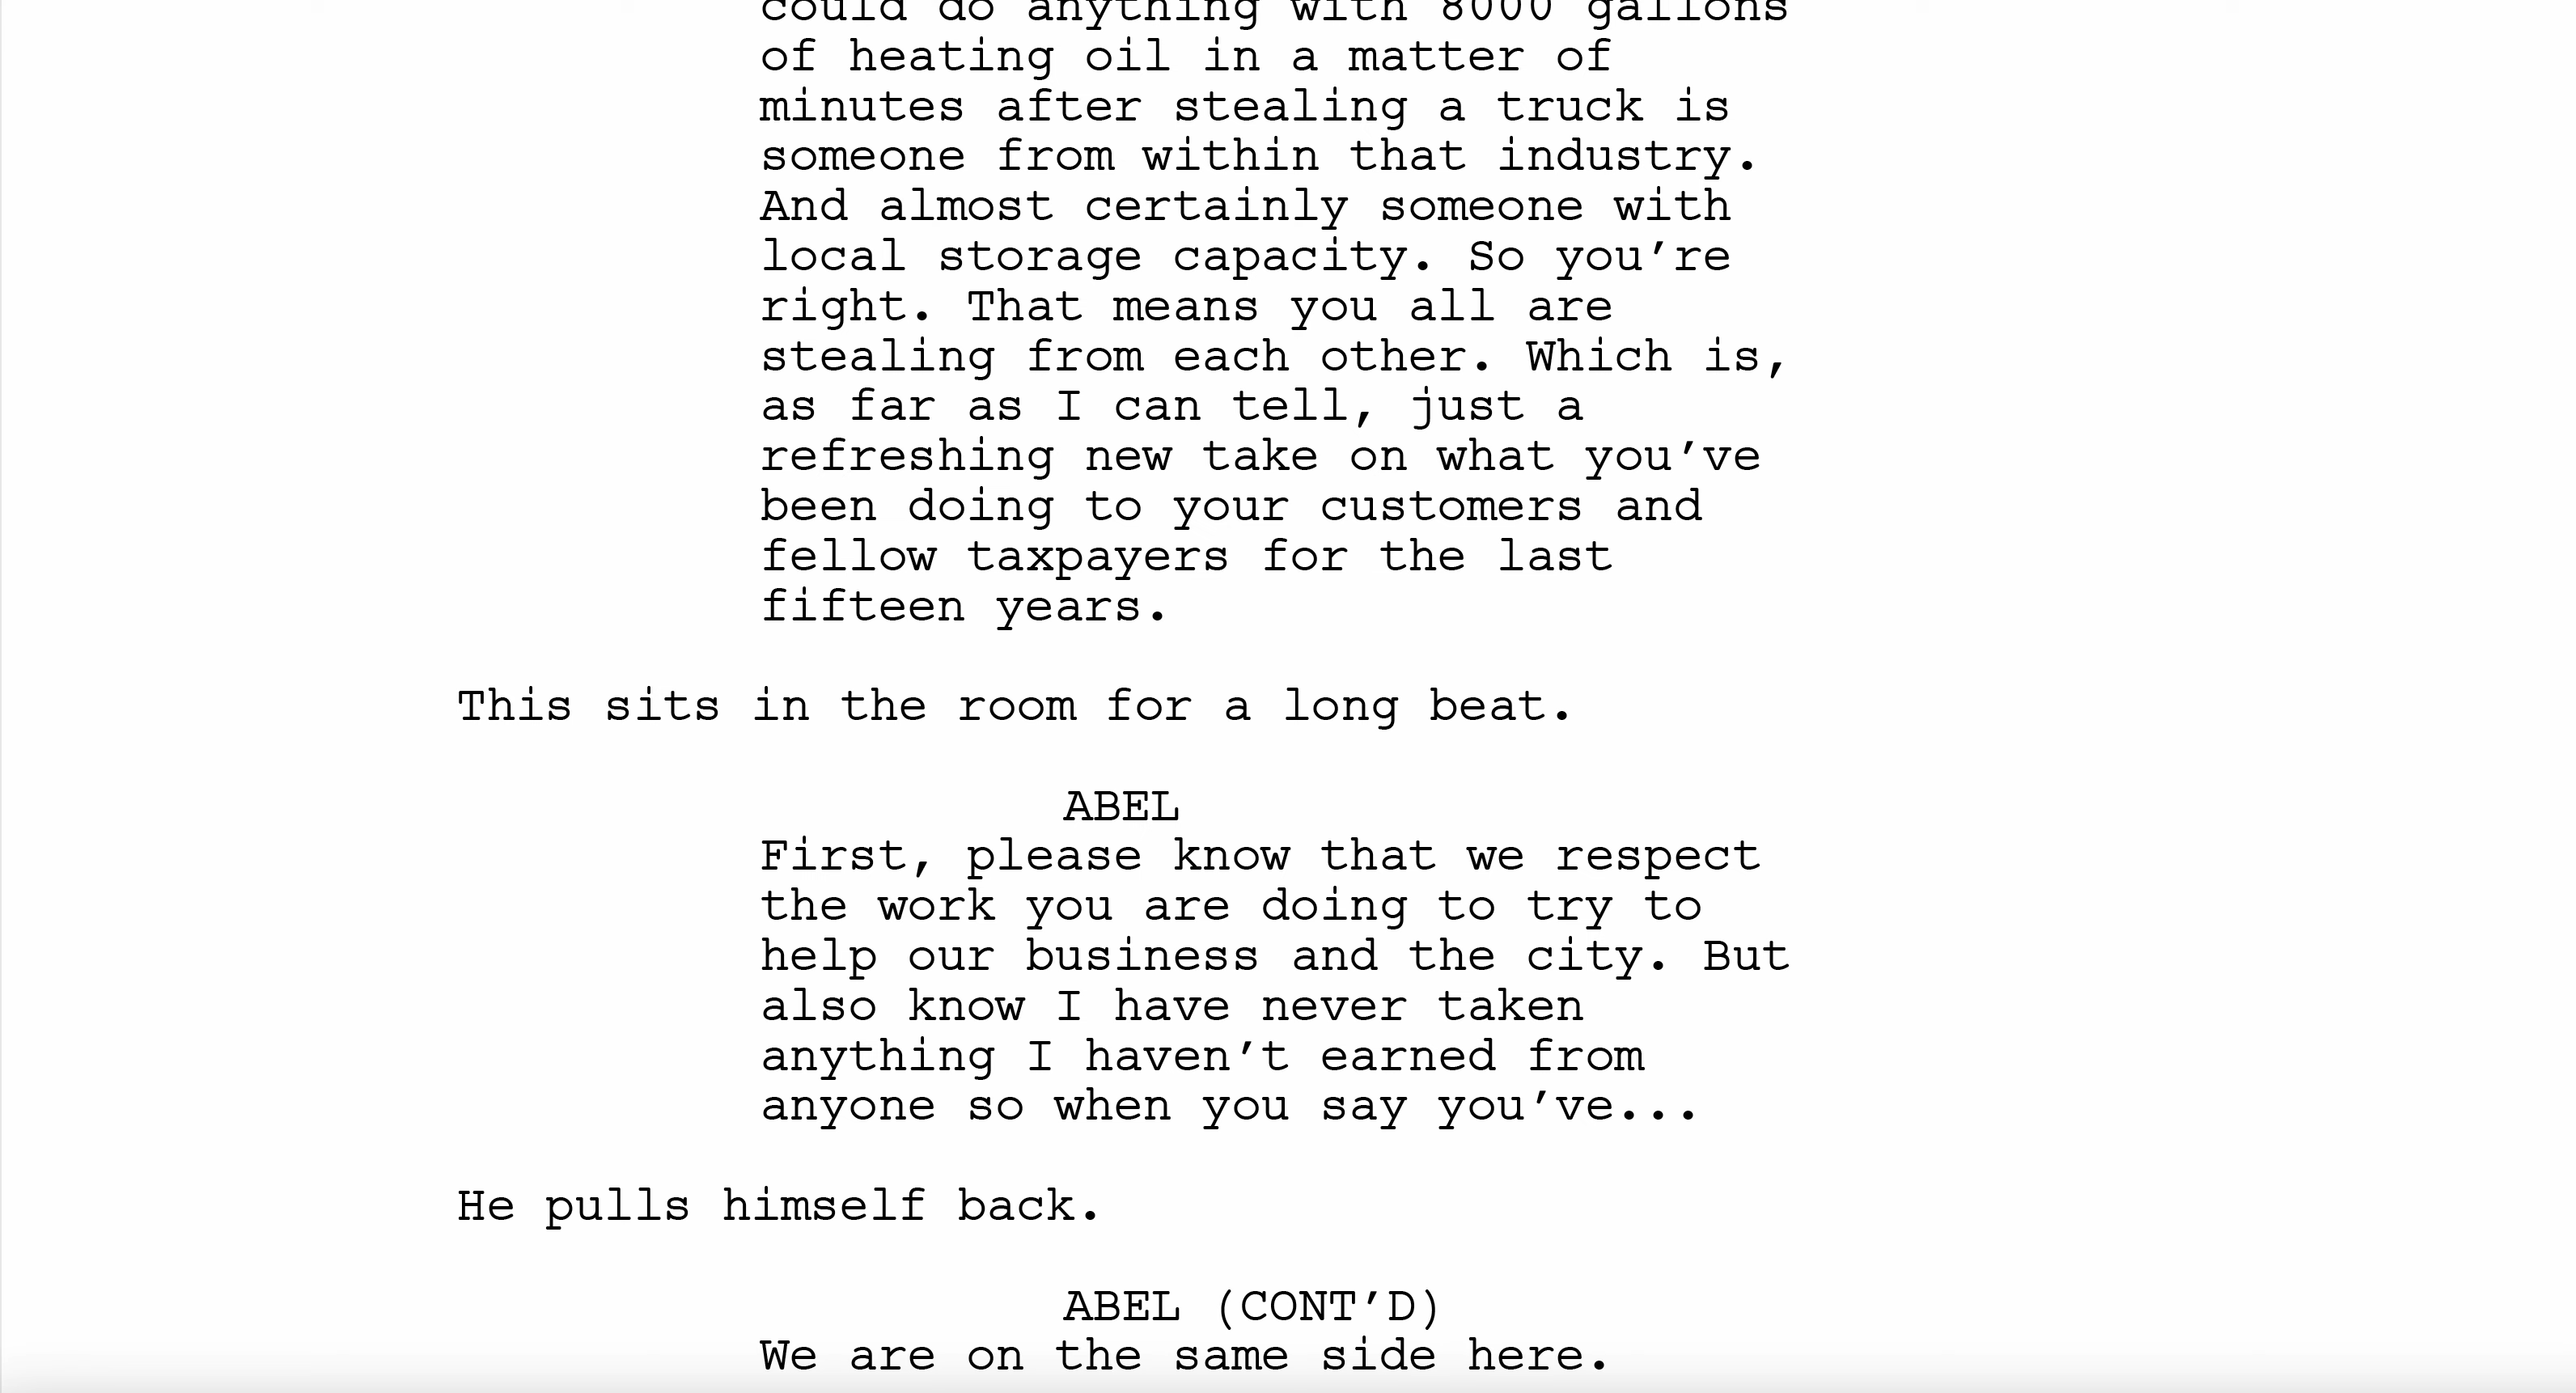 could do anything with 8000 gallons
of heating oil in a matter of
minutes after stealing a truck is
someone from within that industry.
And almost certainly someone with
local storage capacity. So you’re
right. That means you all are
stealing from each other. Which is,
as far as I can tell, just a
refreshing new take on what you’ve
been doing to your customers and
fellow taxpayers for the last
fifteen years.
This sits in the room for a long beat.
ABEL
First, please know that we respect
the work you are doing to try to
help our business and the city. But
also know I have never taken
anything I haven’t earned from
anyone so when you say you’ve...
He pulls himself back.
ABEL (CONT’D)
We are on the same side here.